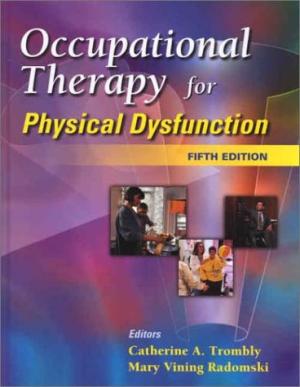 Occupational
Therapy for
Physical Dysfunction
FIFTH EDITION
Editors
Catherine A. Trombly
Mary Vining Radomski